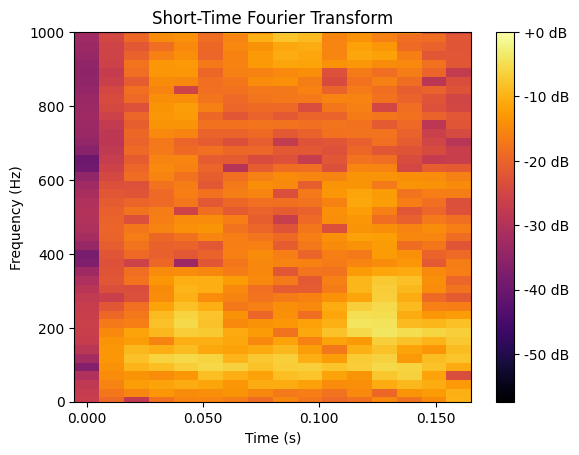 Short-Time Fourier Transform
1000
800
600
400
200
0
Frequency (Hz)
0.000
0.050
0.100
0.150
Time (s)
+0 dB
-10 dB
-20 dB
-30 dB
-40 dB
-50 dB